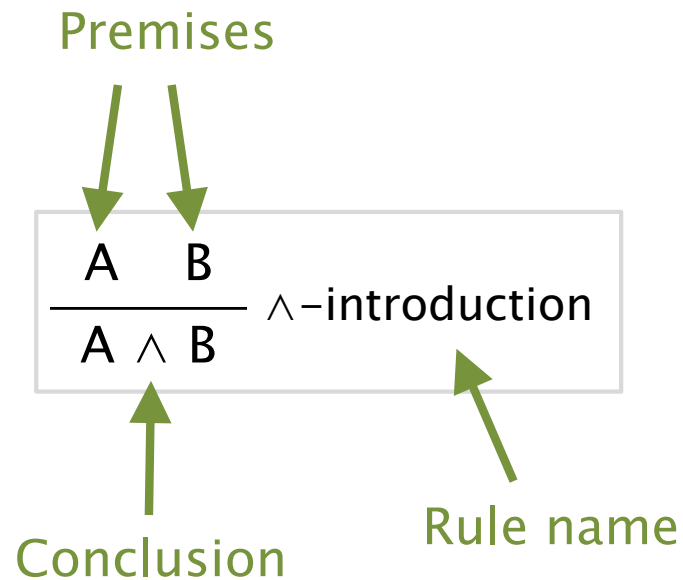 Premises
A B
∧-introduction
A ∧ B
Rule name
Conclusion